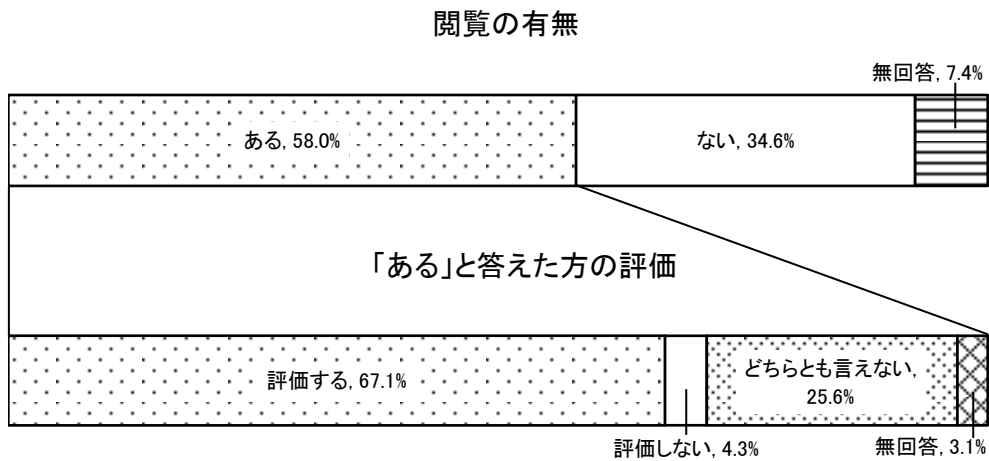 閲覧の有無
無回答, 7.4%
ある, 58.0%
ない, 34.6%
「ある」と答えた方の評価
評価する, 67.1%
どちらとも言えない,
25.6%
評価しない, 4.3%
無回答, 3.1%